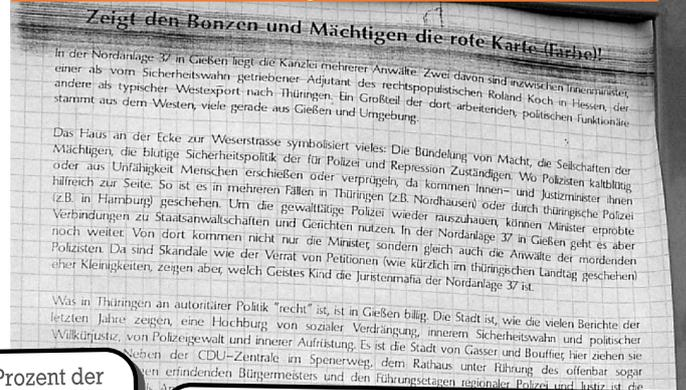 Zeigt den Bonzen und Mächtigen die rote Karte (Farbe)!
In der Nordanlage 37 in Gießen liegt die Kanzlei mehrerer Anwälte. Zwei davon sind inzwischen Innenminister,
einer als vom Sicherheitswahn getriebener Adjutant des rechtspopulistischen Roland Koch in Hessen, der
andere als typischer Westexport nach Thüringen. Ein Großteil der dort arbeitenden, politischen Funktionäre
stammt aus dem Westen, viele gerade aus Gießen und Umgebung.
Das Haus an der Ecke zur Weserstrasse symbolisiert vieles: Die Bündelung von Macht, die Seilschaften der
Mächtigen, die blutige Sicherheitspolitik der für Polizei und Repression Zuständigen. Wo Polizisten kaltblütig
oder aus Unfähigkeit Menschen erschießen oder verprügeln, da kommen Innen- und Justizminister ihnen
hilfreich zur Seite. So ist es in mehreren Fällen in Thüringen (z.B. Nordhausen) oder durch thüringische Polizei
(z.B. in Hamburg) geschehen. Um die gewalttätige Polizei wieder rauszuhauen, können Minister erprobte
Verbindungen zu Staatsanwaltschaften und Gerichten nutzen. In der Nordanlage 37 in Gießen geht es aber
noch weiter. Von dort kommen nicht nur die Minister, sondern gleich auch die Anwälte der mordenden
Polizisten. Da sind Skandale wie der Verrat von Petitionen (wie kürzlich im thüringischen Landtag geschehen)
eher Kleinigkeiten, zeigen aber, welch Geistes Kind die Juristenmafia der Nordanlage 37 ist.
Was in Thüringen an autoritärer Politik "recht" ist, ist in Gießen billig. Die Stadt ist, wie die vielen Berichte der
letzten Jahre zeigen, eine Hochburg von sozialer Verdrängung, innerem Sicherheitswahn und politischer
Willkürjustiz, von Polizeigewalt und innerer Aufrüstung. Es ist die Stadt von Gasser und Bouffier, hier ziehen sie
Neben der CDU-Zentrale im Spenerweg, dem Rathaus unter Führung des offenbar sogar
erfindenden Bürgermeisters und den Führungsetagen regionaler Polizei und Justiz ist die
Prozent der